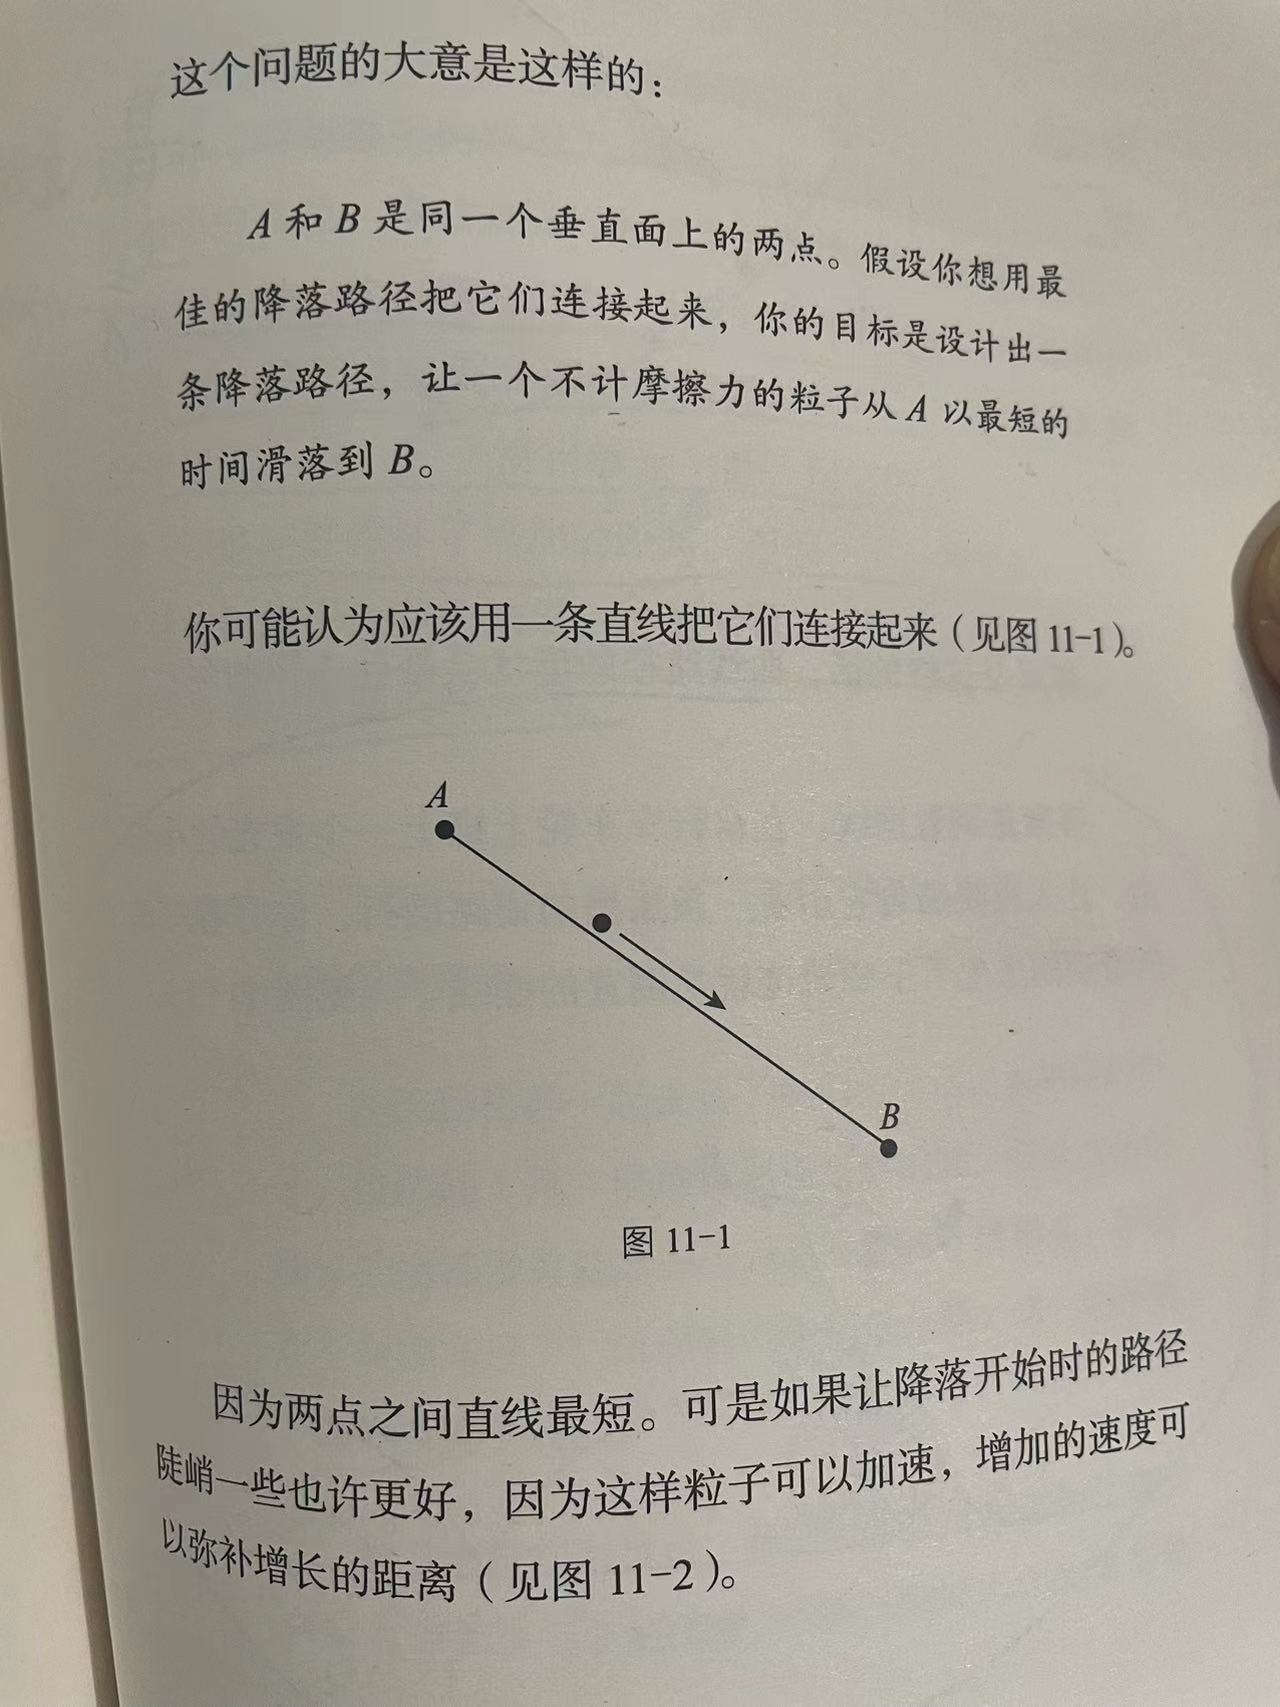 这个问题的大意是这样的：
A 和 B 是同一个垂直面上的两点。假设你想用最
佳的降落路径把它们连接起来，你的目标是设计出一
条降落路径，让一个不计摩擦力的粒子从 A 以最短的
时间滑落到 B。
你可能认为应该用一条直线把它们连接起来（见图 11-1）。
A
B
图 11-1
因为两点之间直线最短。可是如果让降落开始时的路径
陡峭一些也许更好，因为这样粒子可以加速，增加的速度可
以弥补增长的距离（见图 11-2）。